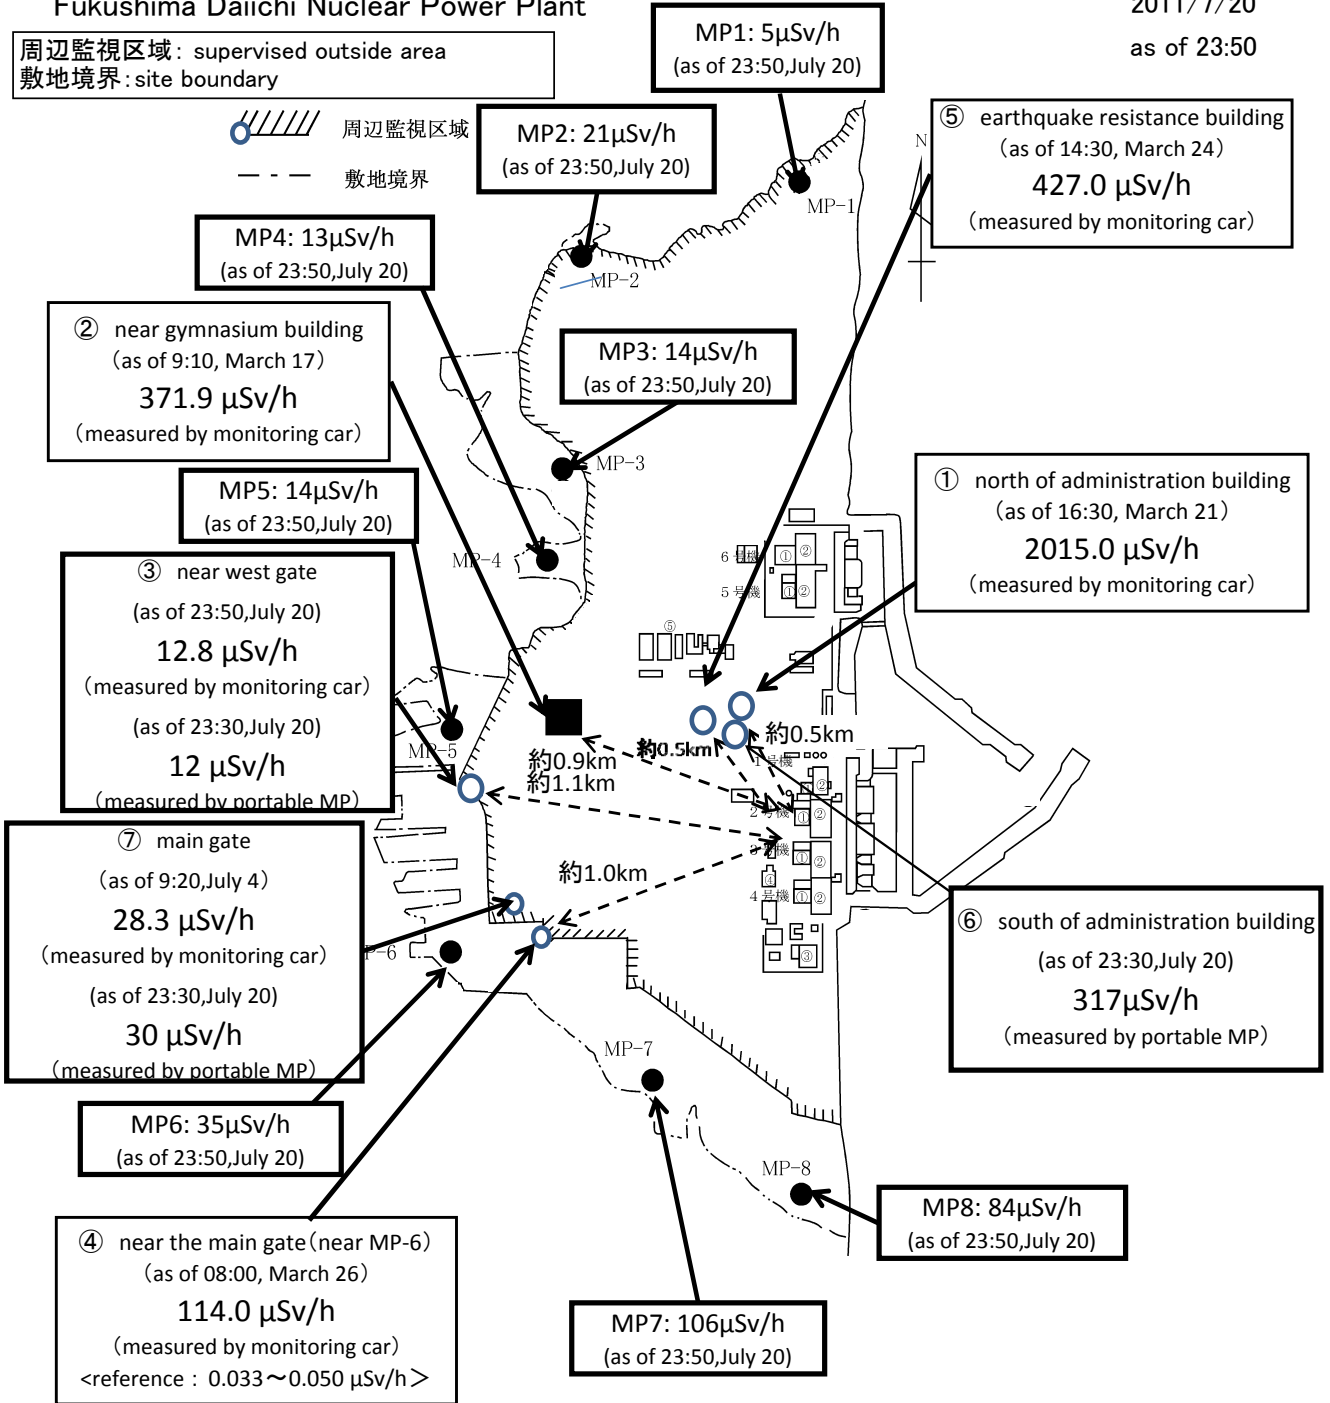 Fukushima Daiichi Nuclear Power Plant
2011/7/20
as of 23:50
周辺監視区域: supervised outside area
敷地境界:site boundary
周辺監視区域
敷地境界
MP1: 5μSv/h
(as of 23:50,July 20)
MP2: 21μSv/h
(as of 23:50,July 20)
⑤ earthquake resistance building
(as of 14:30, March 24)
427.0 μSv/h
(measured by monitoring car)
N
MP-1
MP4: 13μSv/h
(as of 23:50,July 20)
MP-2
② near gymnasium building
(as of 9:10, March 17)
371.9 μSv/h
(measured by monitoring car)
MP3: 14μSv/h
(as of 23:50,July 20)
MP-3
MP5: 14μSv/h
(as of 23:50,July 20)
① north of administration building
(as of 16:30, March 21)
2015.0 μSv/h
(measured by monitoring car)
MP-4
6号機
① ②
5号機
① ②
⑤
③ near west gate
(as of 23:50,July 20)
12.8 μSv/h
(measured by monitoring car)
(as of 23:30,July 20)
12 μSv/h
(measured by portable MP)
MP-5
約0.9km
約1.1km
約0.5km
約0.5km
1号機
①
②
2号機
①
②
3号機
①
②
4号機
①
②
④
③
約1.0km
⑦ main gate
(as of 9:20,July 4)
28.3 μSv/h
(measured by monitoring car)
(as of 23:30,July 20)
30 μSv/h
(measured by portable MP)
P-6
⑥ south of administration building
(as of 23:30,July 20)
317μSv/h
(measured by portable MP)
MP-7
MP6: 35μSv/h
(as of 23:50,July 20)
MP-8
MP8: 84μSv/h
(as of 23:50,July 20)
④ near the main gate(near MP-6)
(as of 08:00, March 26)
114.0 μSv/h
(measured by monitoring car)
<reference : 0.033～0.050 μSv/h＞
MP7: 106μSv/h
(as of 23:50,July 20)